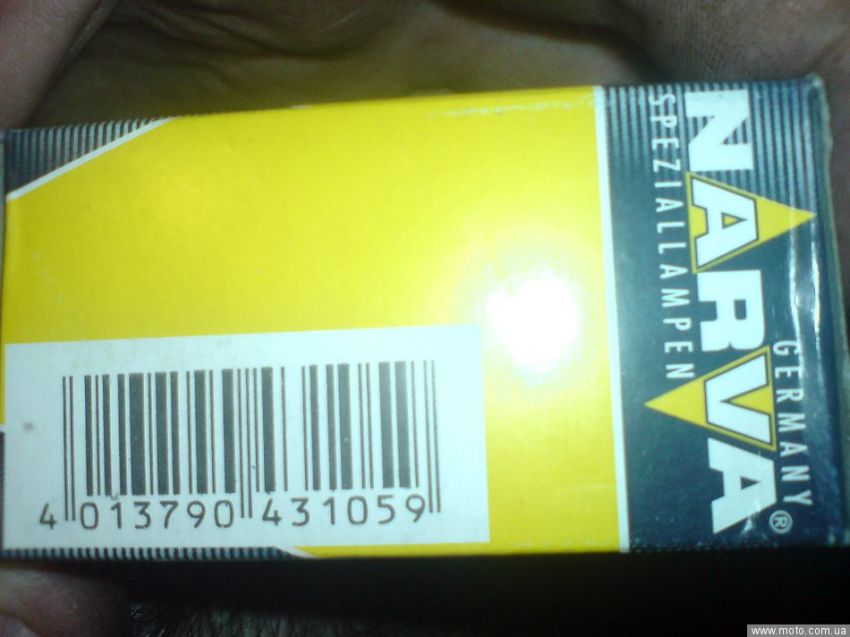 NARVA®
GERMANY
SPEZIALLAMPEN
4 013790 431059
www.moto.com.ua